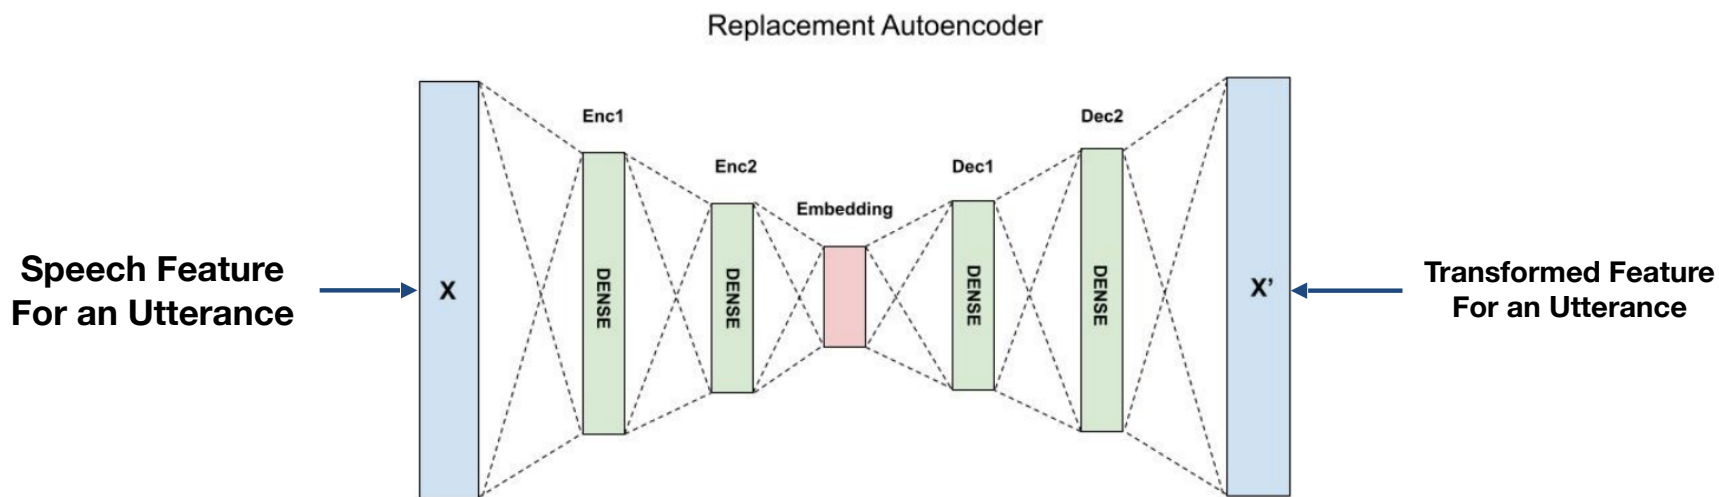 Replacement Autoencoder
Enc1
Dec2
Enc2
Dec1
Embedding
Speech Feature
For an Utterance
X
DENSE
DENSE
DENSE
DENSE
X’
Transformed Feature
For an Utterance